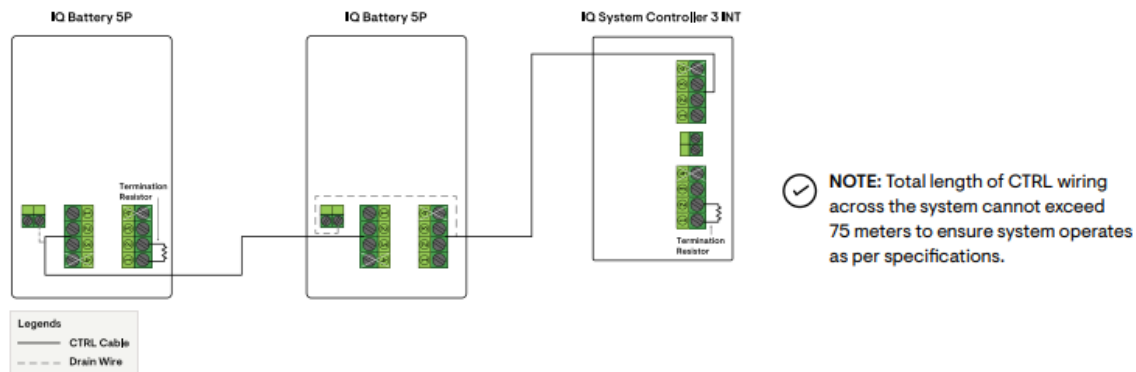 IQ Battery 5P
IQ Battery 5P
IQ System Controller 3 INT
Termination
Resistor
Termination
Resistor
NOTE: Total length of CTRL wiring
across the system cannot exceed
75 meters to ensure system operates
as per specifications.
Legends
CTRL Cable
Drain Wire